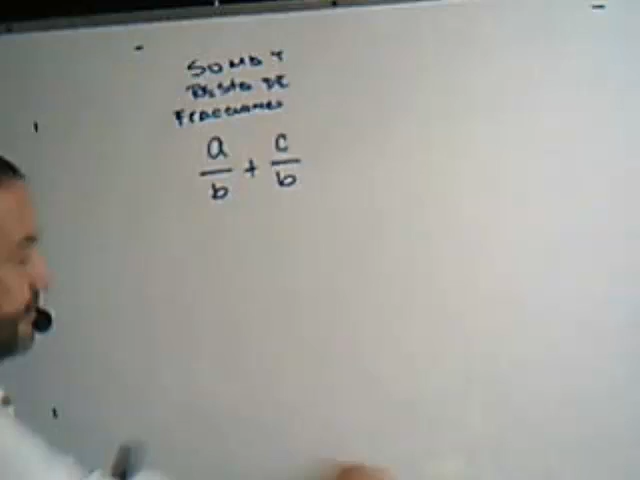 SUMA Y
RESTA DE
FRACCIONES
a/b + c/b